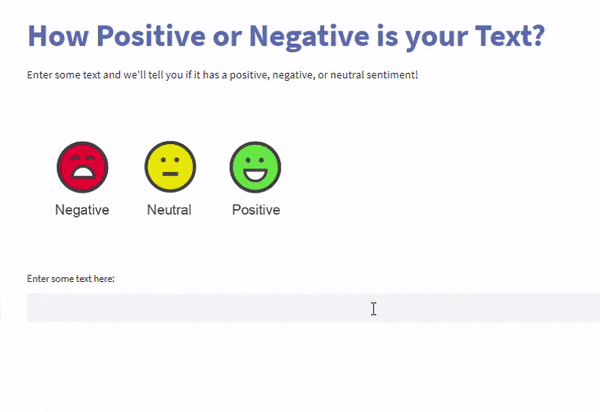 How Positive or Negative is your Text?
Enter some text and we'll tell you if it has a positive, negative, or neutral sentiment!
Negative Neutral Positive
Enter some text here: